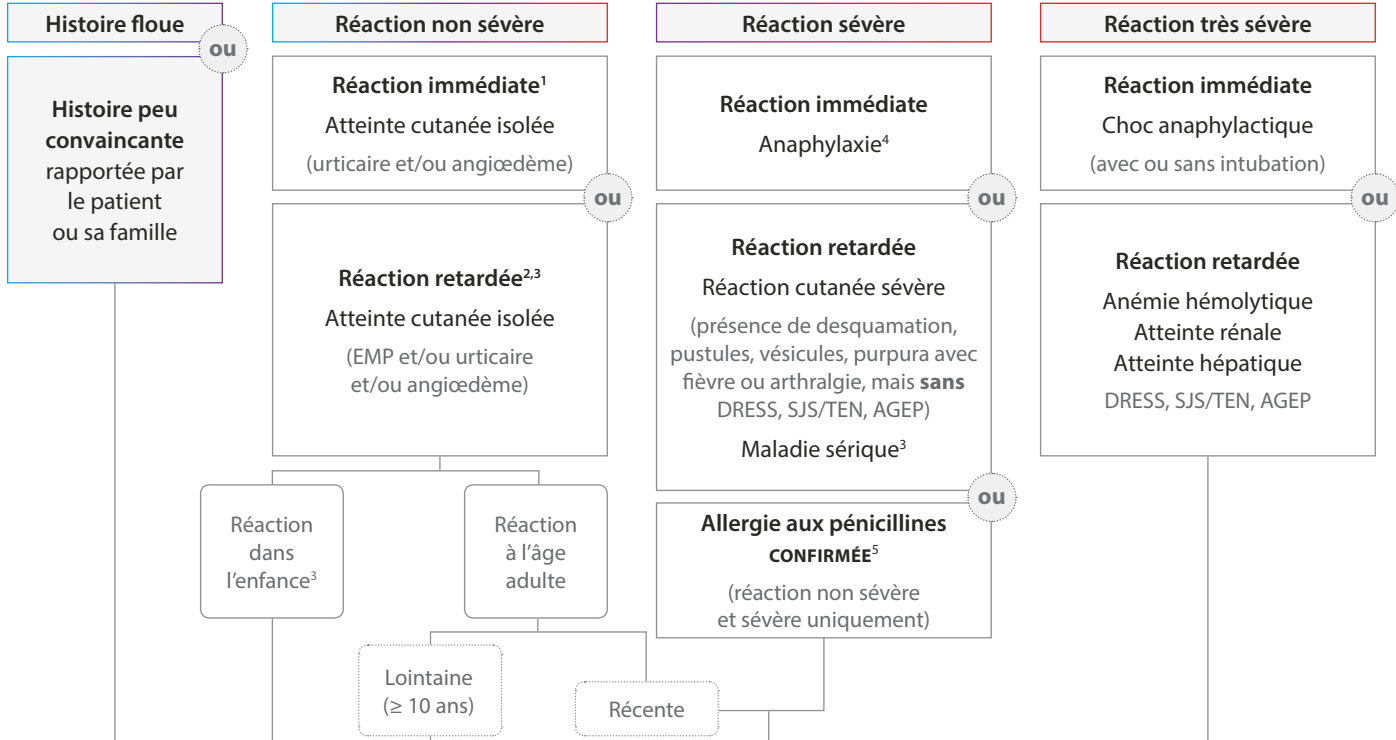 Histoire floue
ou
Histoire peu
convaincante
rapportée par
le patient
ou sa famille
Réaction non sévère
Réaction immédiate¹
Atteinte cutanée isolée
(urticaire et/ou angiœdème)
ou
Réaction retardée²,³
Atteinte cutanée isolée
(EMP et/ou urticaire
et/ou angiœdème)
Réaction
dans
l'enfance³
Réaction
à l'âge
adulte
Lointaine
(≥ 10 ans)
Récente
Réaction sévère
Réaction immédiate
Anaphylaxie⁴
ou
Réaction retardée
Réaction cutanée sévère
(présence de desquamation,
pustules, vésicules, purpura avec
fièvre ou arthralgie, mais sans
DRESS, SJS/TEN, AGEP)
Maladie sérique³
ou
Allergie aux pénicillines
CONFIRMÉE⁵
(réaction non sévère
et sévère uniquement)
Réaction très sévère
Réaction immédiate
Choc anaphylactique
(avec ou sans intubation)
ou
Réaction retardée
Anémie hémolytique
Atteinte rénale
Atteinte hépatique
DRESS, SJS/TEN, AGEP